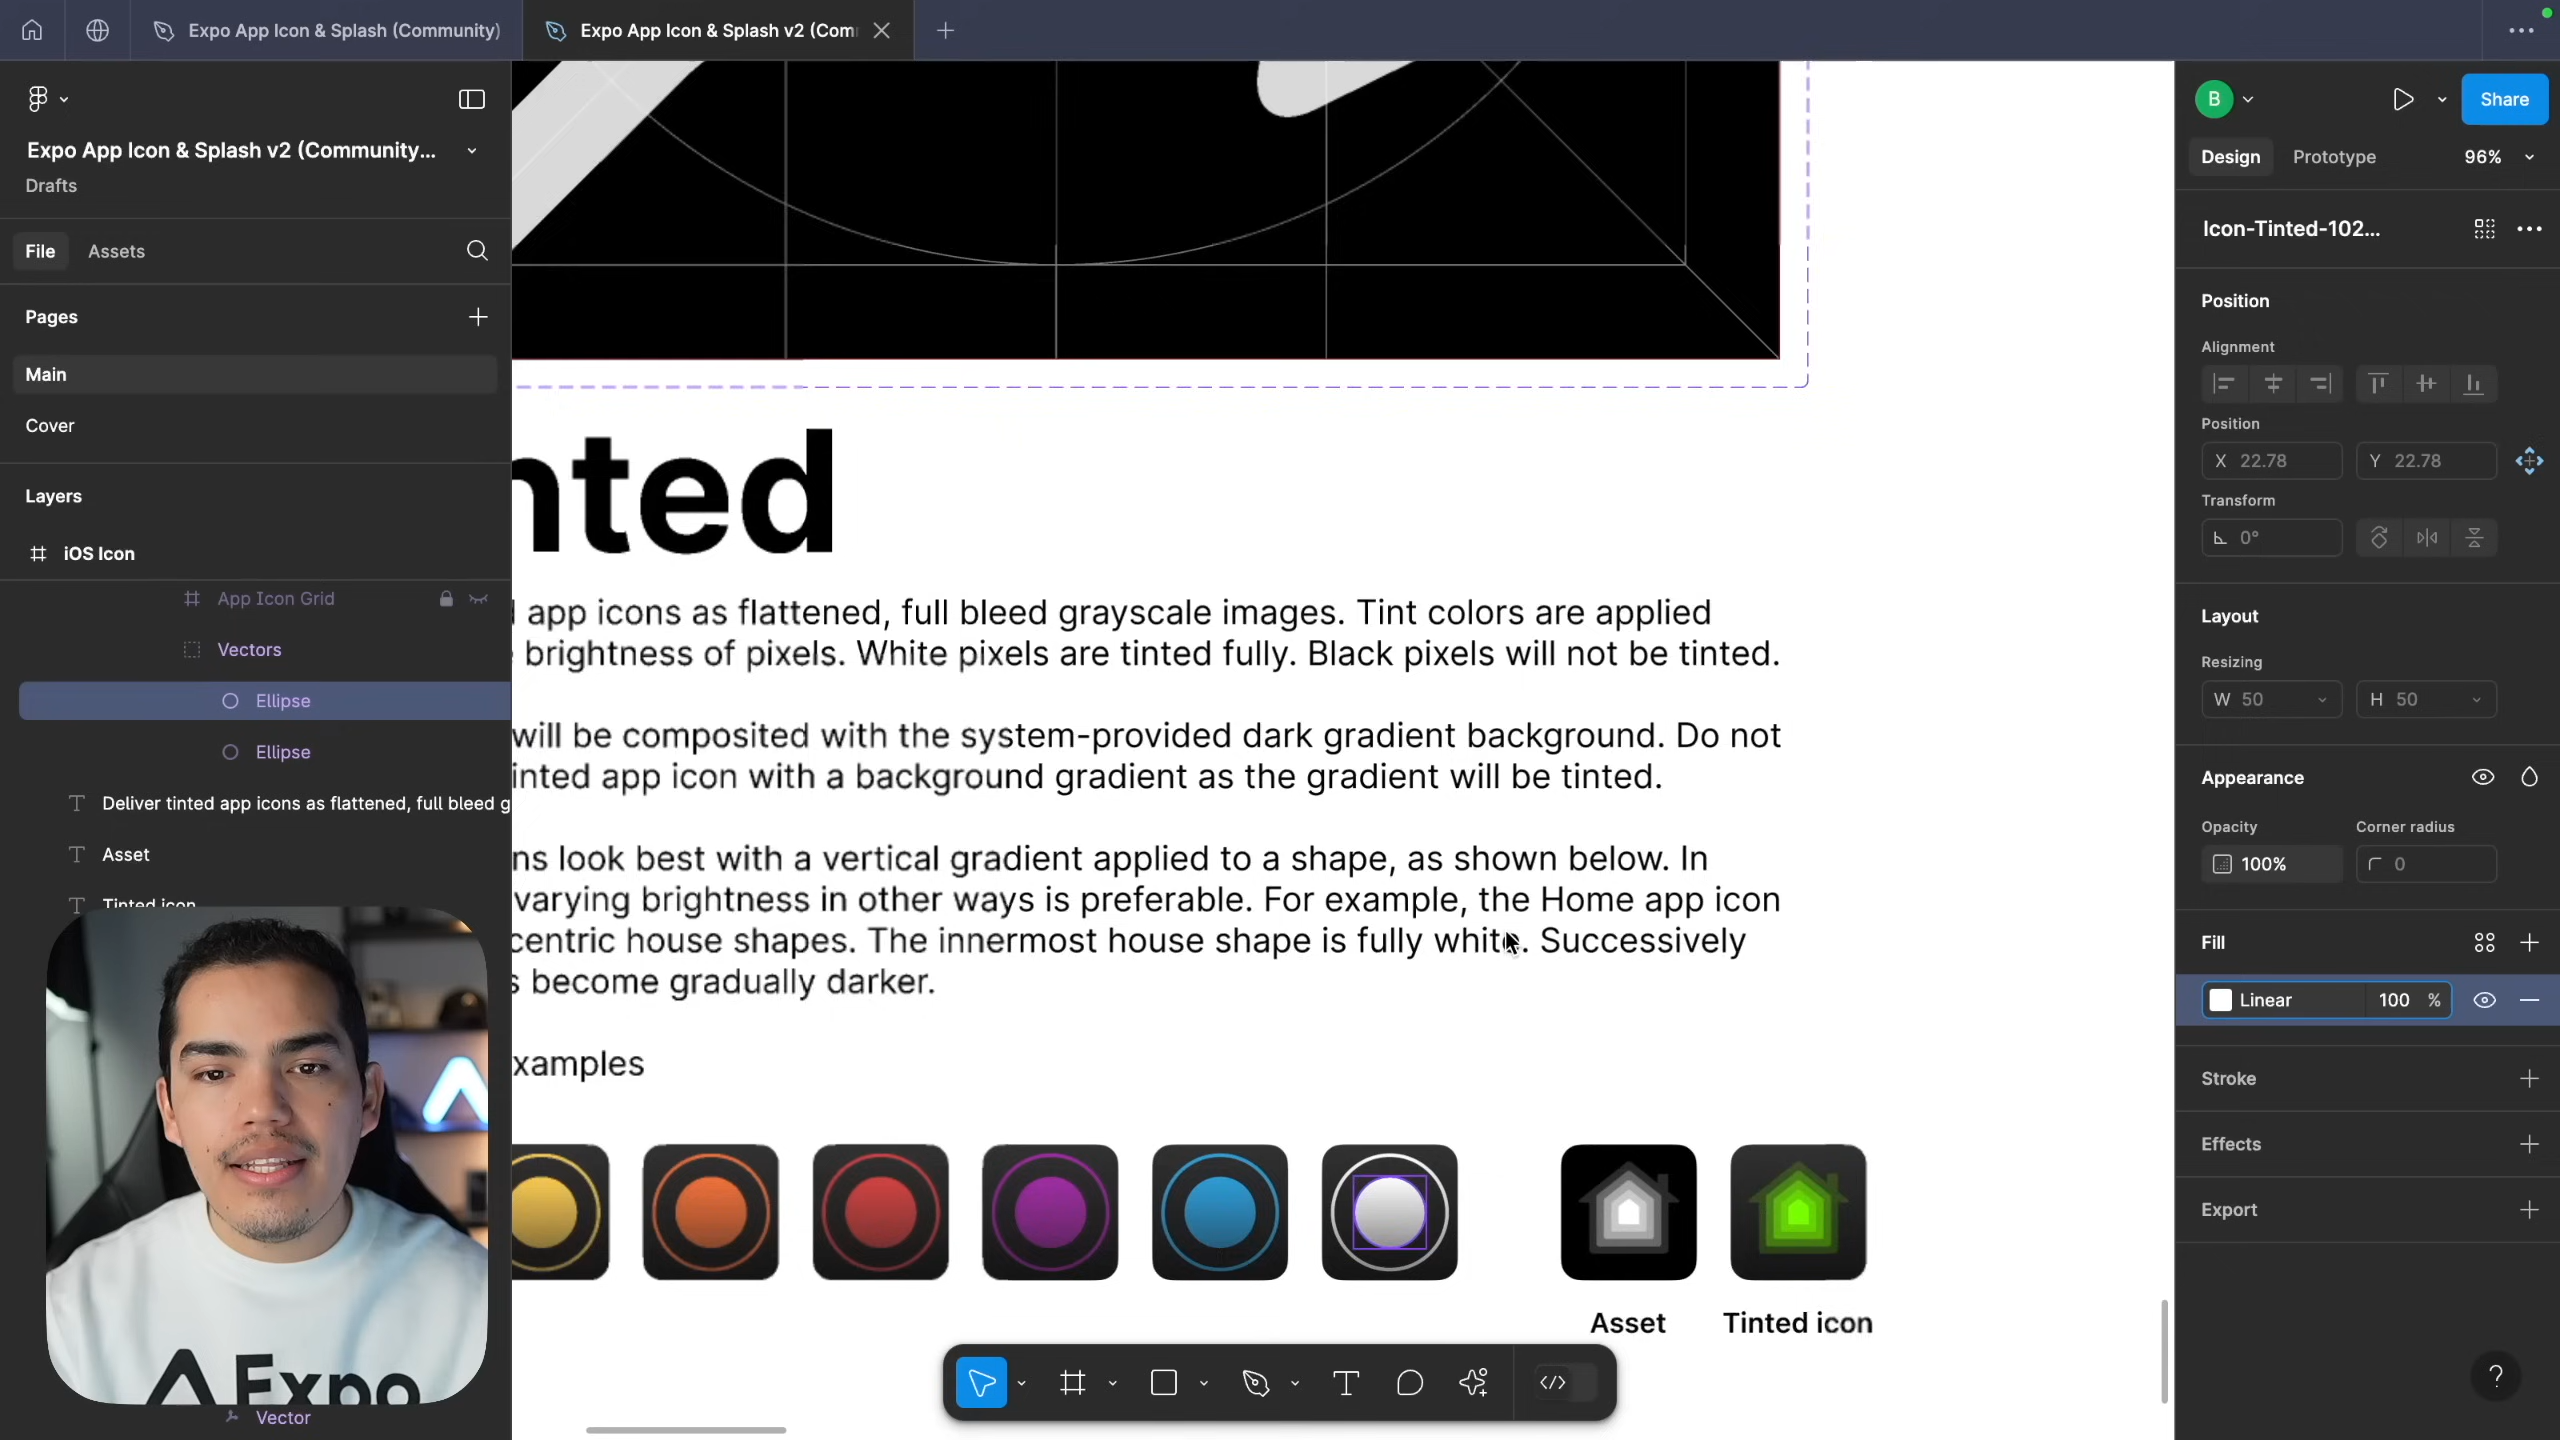 Expo App Icon & Splash (Community)
Expo App Icon & Splash v2 (Com
Expo App Icon & Splash v2 (Community...
Drafts
File
Assets
Pages
Main
Cover
Layers
iOS Icon
App Icon Grid
Vectors
Ellipse
Ellipse
Deliver tinted app icons as flattened, full bleed g
Asset
Tinted icon
Vector
Expo
nted
app icons as flattened, full bleed grayscale images. Tint colors are applied
brightness of pixels. White pixels are tinted fully. Black pixels will not be tinted.
will be composited with the system-provided dark gradient background. Do not
inted app icon with a background gradient as the gradient will be tinted.
ns look best with a vertical gradient applied to a shape, as shown below. In
varying brightness in other ways is preferable. For example, the Home app icon
centric house shapes. The innermost house shape is fully white. Successively
s become gradually darker.
xamples
Asset
Tinted icon
B
Share
Design
Prototype
96%
Icon-Tinted-102...
Position
Alignment
Position
X 22.78
Y 22.78
Transform
0°
Layout
Resizing
W 50
H 50
Appearance
Opacity
Corner radius
100%
0
Fill
Linear
100 %
Stroke
Effects
Export
?